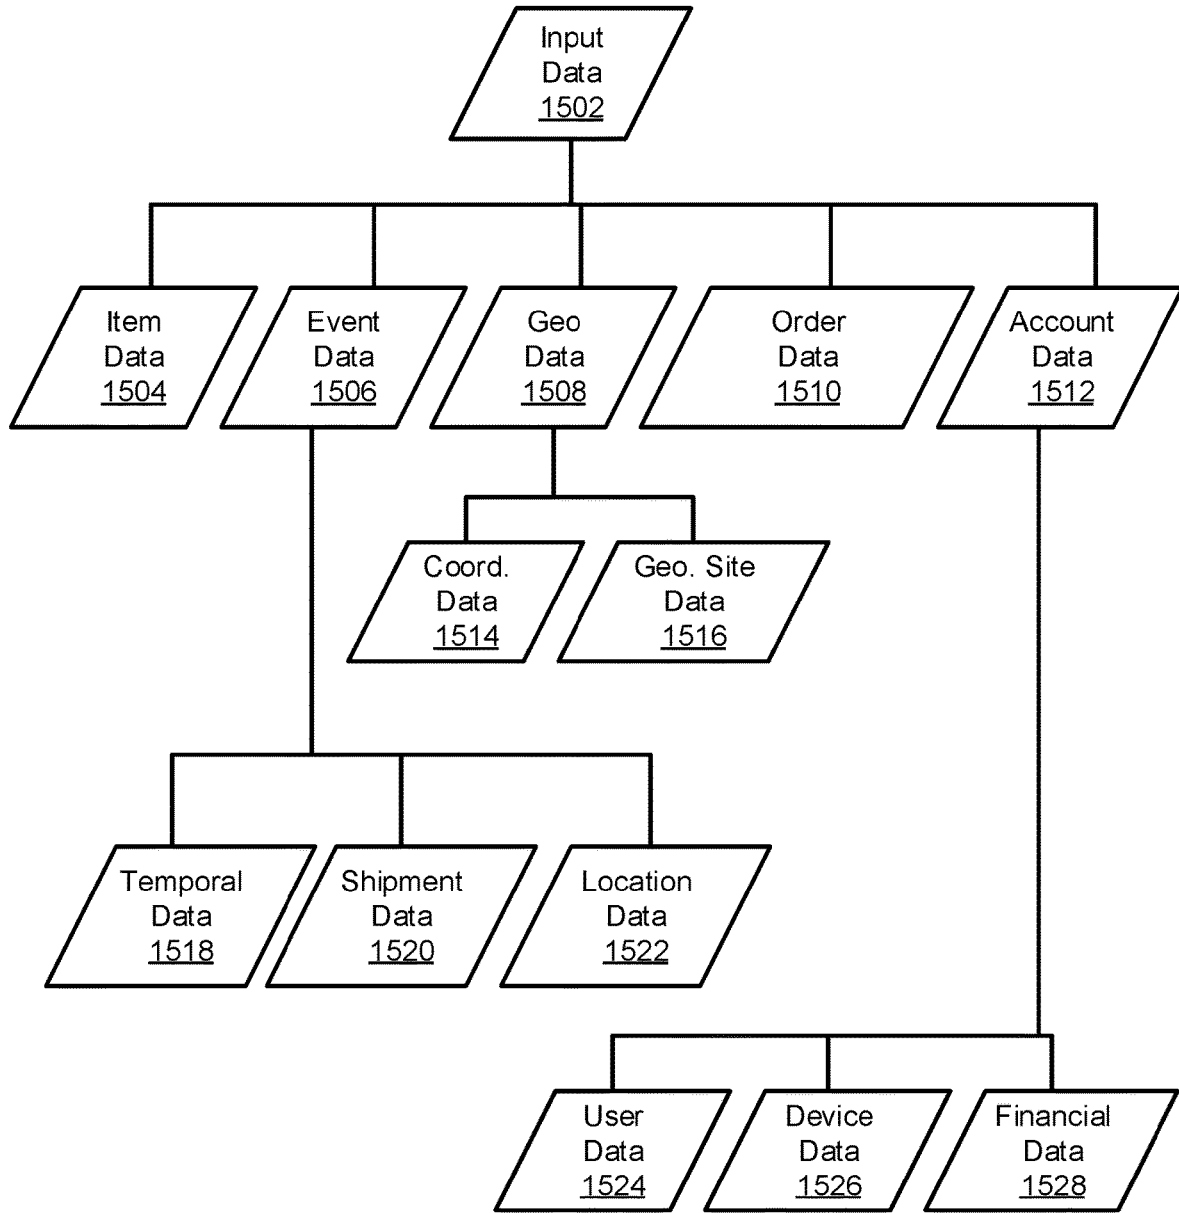 Input
Data
1502
Item
Data
1504
Event
Data
1506
Geo
Data
1508
Order
Data
1510
Account
Data
1512
Coord.
Data
1514
Geo. Site
Data
1516
Temporal
Data
1518
Shipment
Data
1520
Location
Data
1522
User
Data
1524
Device
Data
1526
Financial
Data
1528